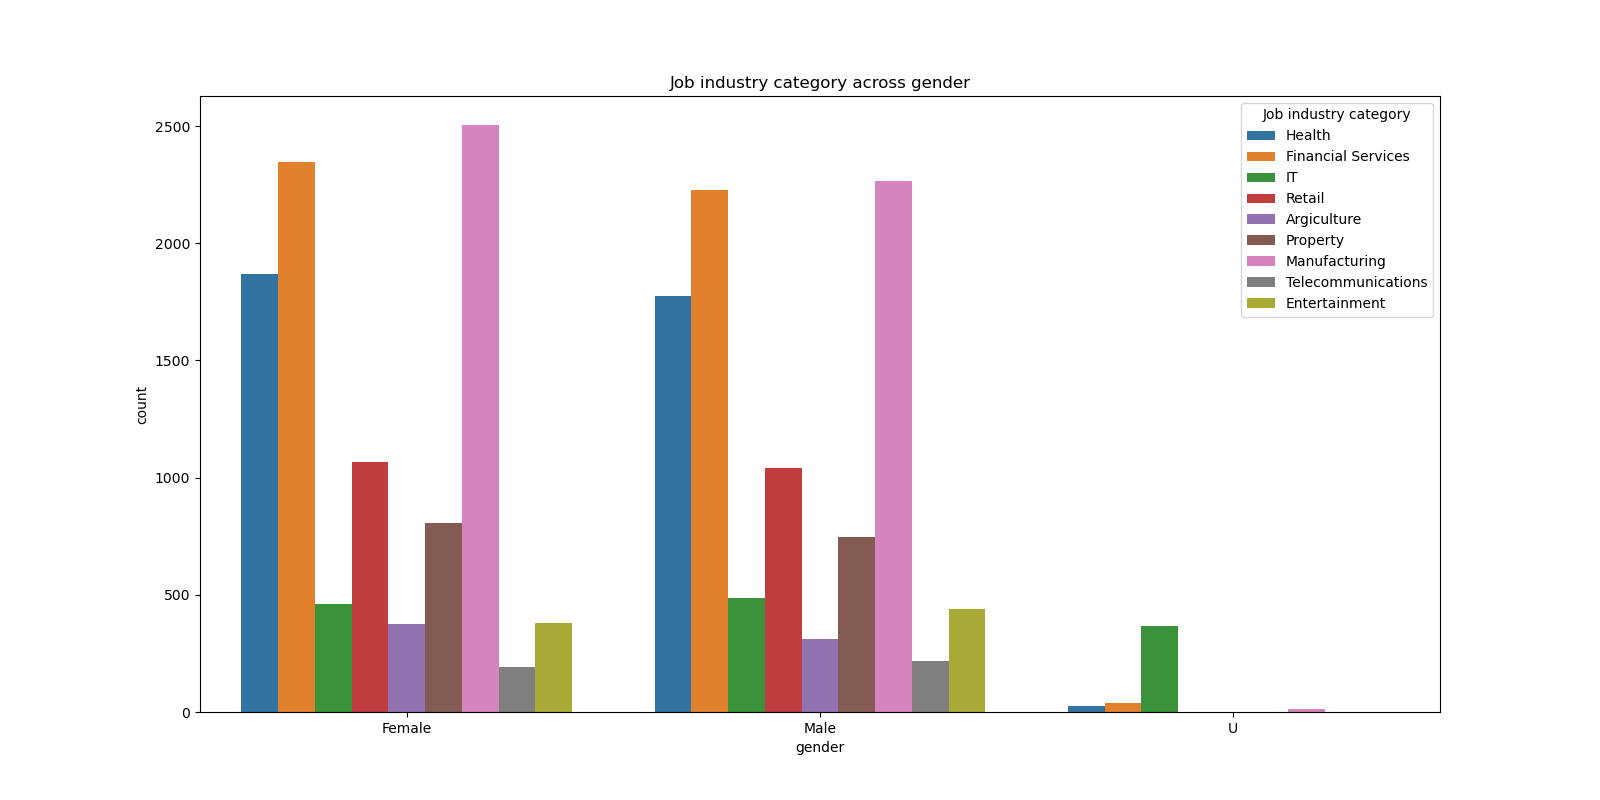 Job industry category across gender
2500
2000
1500
1000
500
0
count
Female
Male
U
gender
Job industry category
Health
Financial Services
IT
Retail
Argiculture
Property
Manufacturing
Telecommunications
Entertainment